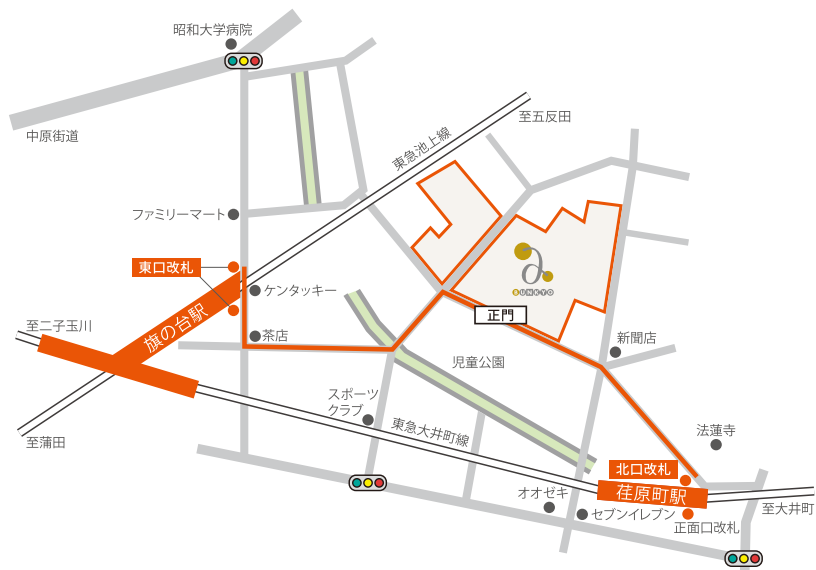 昭和大学病院
中原街道
至五反田
東急池上線
ファミリーマート
東口改札
ケンタッキー
旗の台駅
至二子玉川
茶店
BUNKYO
正門
新聞店
児童公園
スポーツ
クラブ
東急大井町線
至蒲田
法蓮寺
北口改札
オオゼキ
荏原町駅
セブンイレブン
至大井町
正面口改札